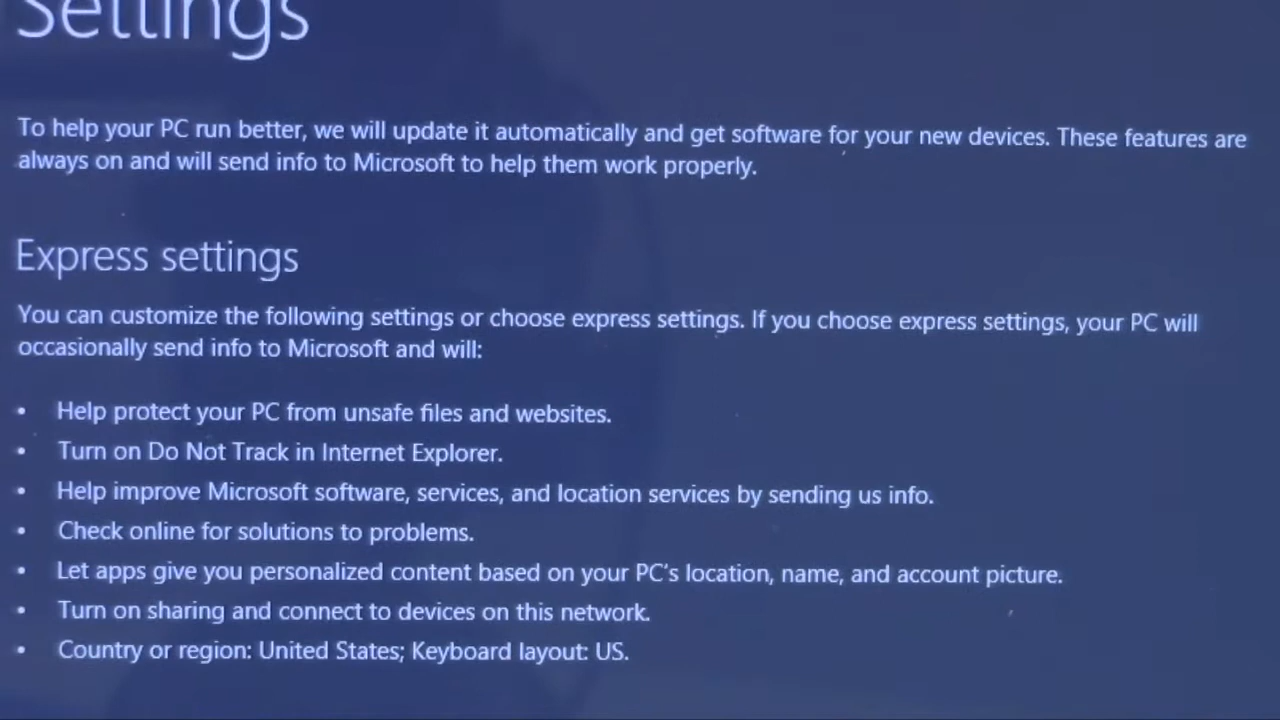 Settings
To help your PC run better, we will update it automatically and get software for your new devices. These features are
always on and will send info to Microsoft to help them work properly.
Express settings
You can customize the following settings or choose express settings. If you choose express settings, your PC will
occasionally send info to Microsoft and will:
• Help protect your PC from unsafe files and websites.
• Turn on Do Not Track in Internet Explorer.
• Help improve Microsoft software, services, and location services by sending us info.
• Check online for solutions to problems.
• Let apps give you personalized content based on your PC's location, name, and account picture.
• Turn on sharing and connect to devices on this network.
• Country or region: United States; Keyboard layout: US.